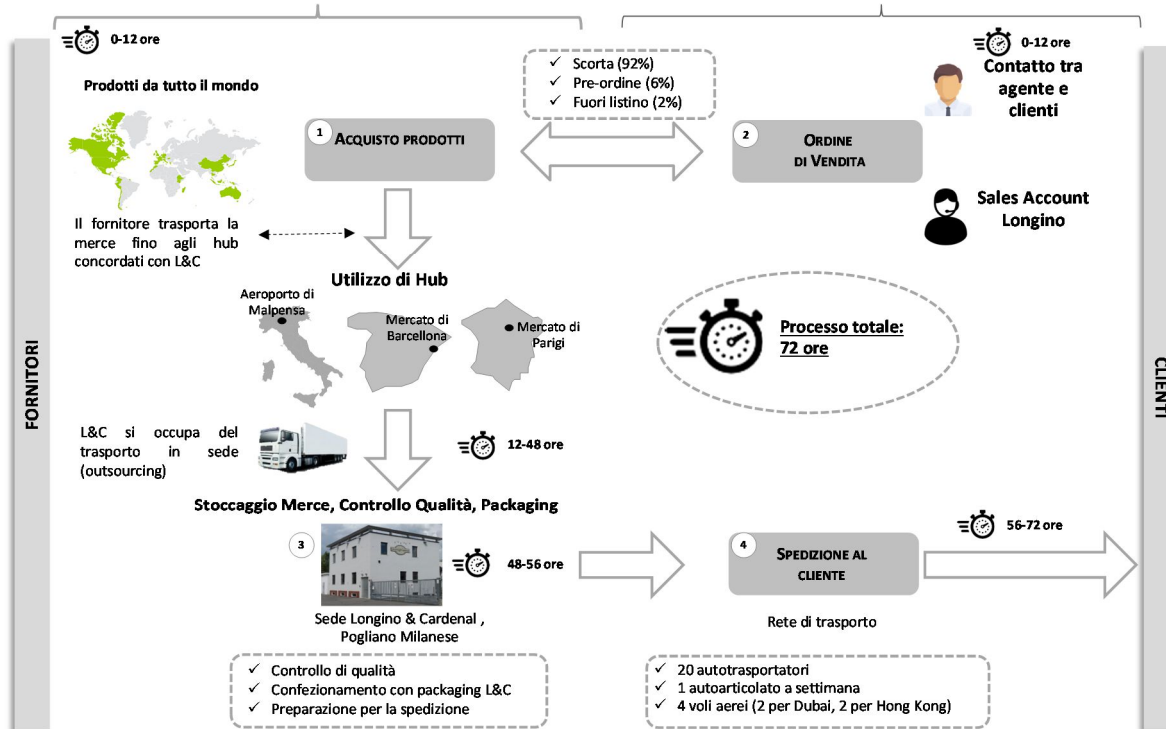 0-12 ore
0-12 ore
Prodotti da tutto il mondo
✓ Scorta (92%)
✓ Pre-ordine (6%)
✓ Fuori listino (2%)
Contatto tra
agente e
clienti
1
ACQUISTO PRODOTTI
2
ORDINE
DI VENDITA
Sales Account
Longino
Il fornitore trasporta la
merce fino agli hub
concordati con L&C
Utilizzo di Hub
Aeroporto di
Malpensa
Mercato di
Barcellona
Mercato di
Parigi
Processo totale:
72 ore
FORNITORI
CLIENTI
L&C si occupa del
trasporto in sede
(outsourcing)
12-48 ore
Stoccaggio Merce, Controllo Qualità, Packaging
3
48-56 ore
4
SPEDIZIONE AL
CLIENTE
56-72 ore
Sede Longino & Cardenal ,
Pogliano Milanese
Rete di trasporto
✓ Controllo di qualità
✓ Confezionamento con packaging L&C
✓ Preparazione per la spedizione
✓ 20 autotrasportatori
✓ 1 autoarticolato a settimana
✓ 4 voli aerei (2 per Dubai, 2 per Hong Kong)